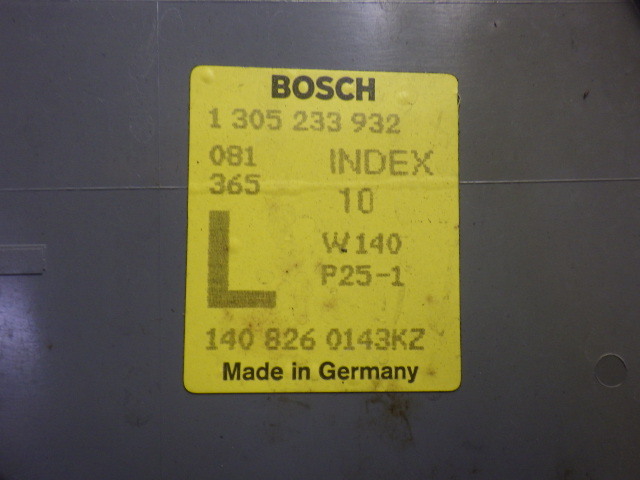 BOSCH
1 305 233 932
081 INDEX
365 10
L W140
P25-1
140 826 0143KZ
Made in Germany